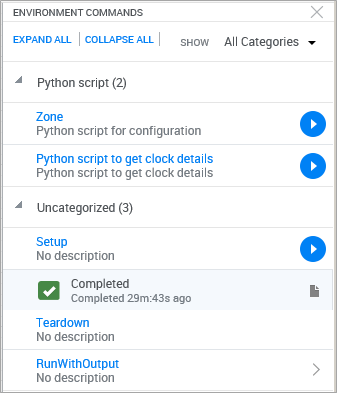 ENVIRONMENT COMMANDS
EXPAND ALL | COLLAPSE ALL | SHOW All Categories
Python script (2)
Zone
Python script for configuration
Python script to get clock details
Python script to get clock details
Uncategorized (3)
Setup
No description
Completed
Completed 29m:43s ago
Teardown
No description
RunWithOutput
No description